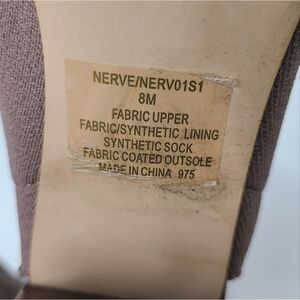 NERVE/NERV01S1
8M
FABRIC UPPER
FABRIC/SYNTHETIC LINING
SYNTHETIC SOCK
FABRIC COATED OUTSOLE
MADE IN CHINA 975